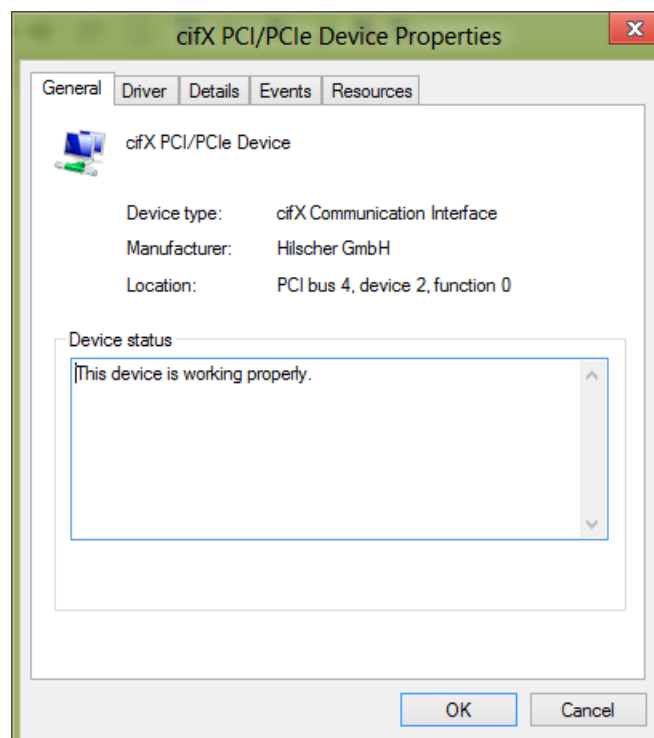 cifX PCI/PCIe Device Properties
x
General Driver Details Events Resources
cifX PCI/PCIe Device
Device type: cifX Communication Interface
Manufacturer: Hilscher GmbH
Location: PCI bus 4, device 2, function 0
Device status
This device is working properly.
OK Cancel